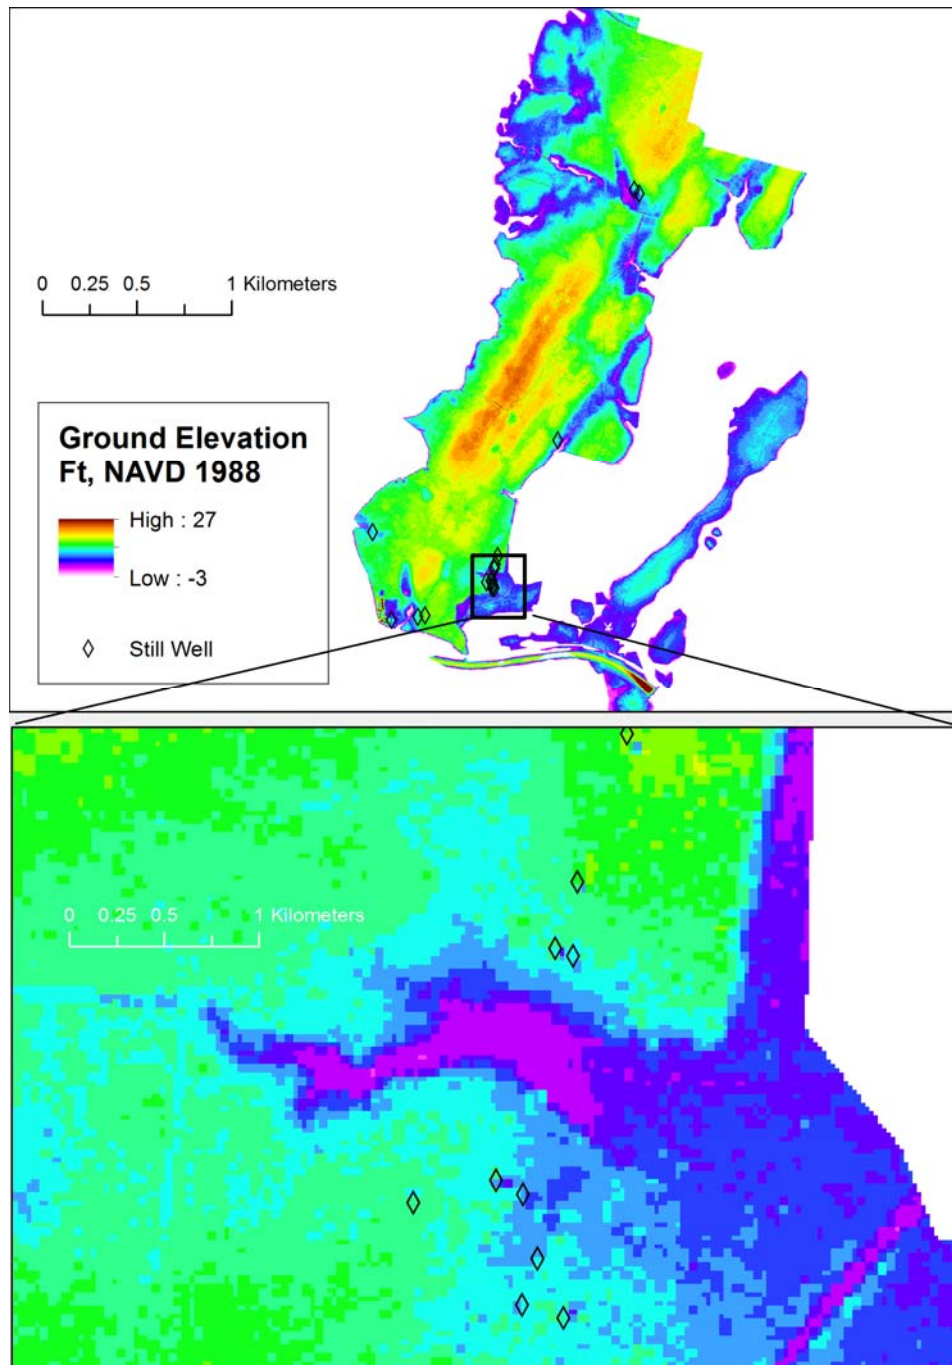 0 0.25 0.5 1 Kilometers
Ground Elevation
Ft, NAVD 1988
High : 27
Low : -3
Still Well
0 0.25 0.5 1 Kilometers